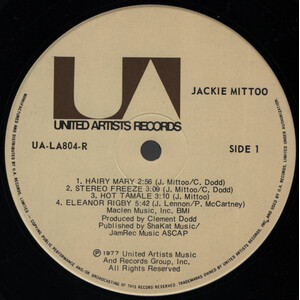 UA
UNITED ARTISTS RECORDS
JACKIE MITTOO
UA-LA804-R
SIDE 1
1. HAIRY MARY 2:56 (J. Mittoo/C. Dodd)
2. STEREO FREEZE 3:09 (J. Mittoo/C. Dodd)
3. HOT TAMALE 3:10 (J. Mittoo)
4. ELEANOR RIGBY 5:42 (J. Lennon/P. McCartney)
Maclen Music, Inc. BMI
Produced by Clement Dodd
Published by ShaKat Music/
JamRec Music ASCAP
℗1977 United Artists Music
And Records Group, Inc.
All Rights Reserved